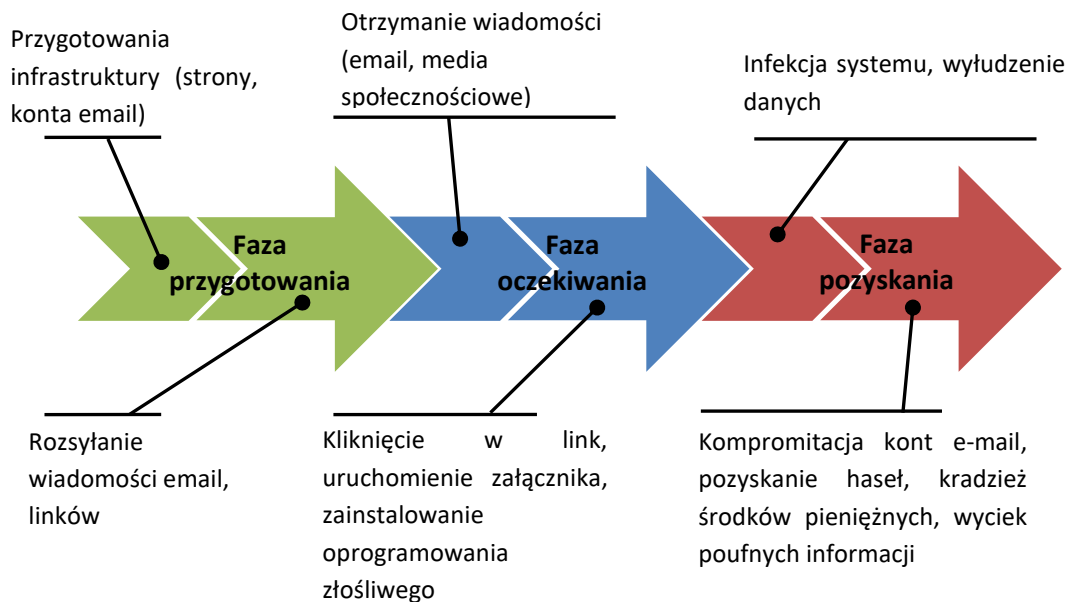 Przygotowania
infrastruktury (strony,
konta email)
Otrzymanie wiadomości
(email, media
społecznościowe)
Infekcja systemu, wyłudzenie
danych
Faza
przygotowania
Faza
oczekiwania
Faza
pozyskania
Rozsyłanie
wiadomości email,
linków
Kliknięcie w link,
uruchomienie załącznika,
zainstalowanie
oprogramowania
złośliwego
Kompromitacja kont e-mail,
pozyskanie haseł, kradzież
środków pieniężnych, wyciek
poufnych informacji